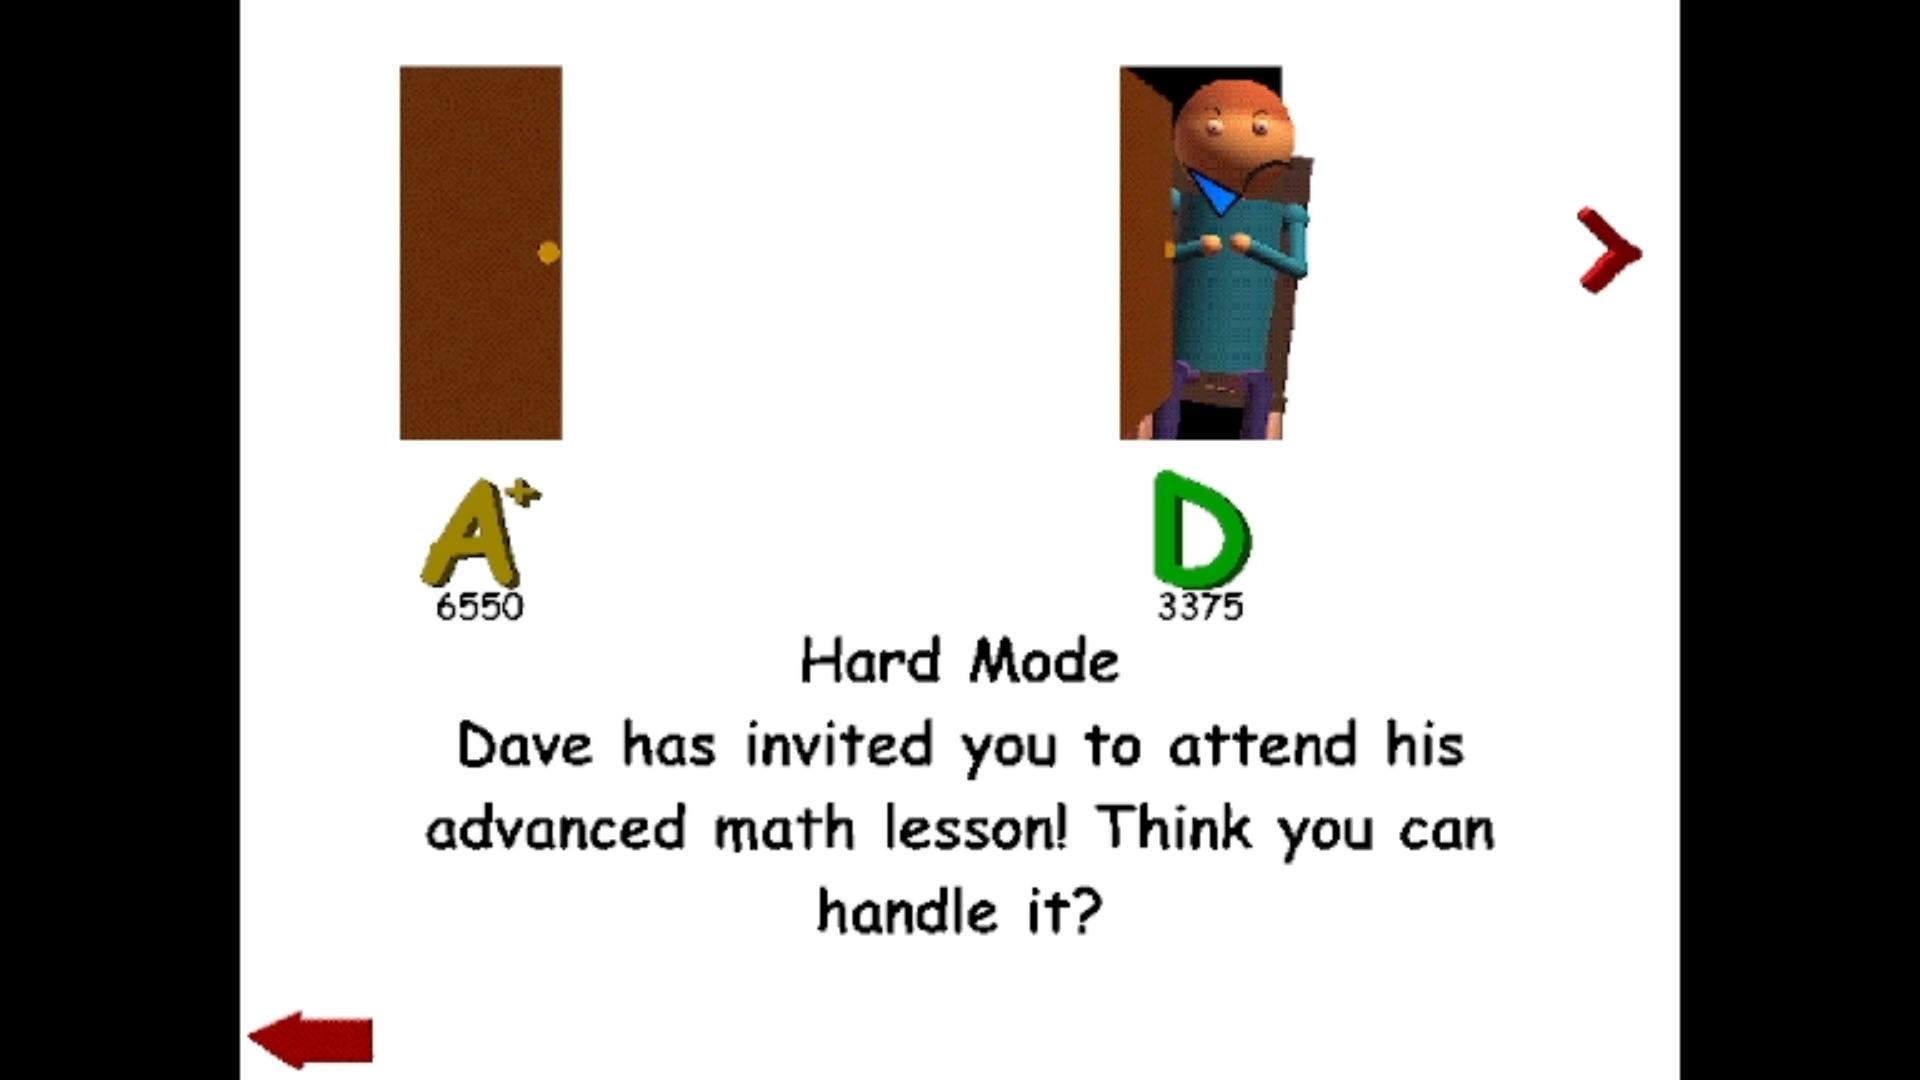 A+ D
6550 3375
Hard Mode
Dave has invited you to attend his
advanced math lesson! Think you can
handle it?